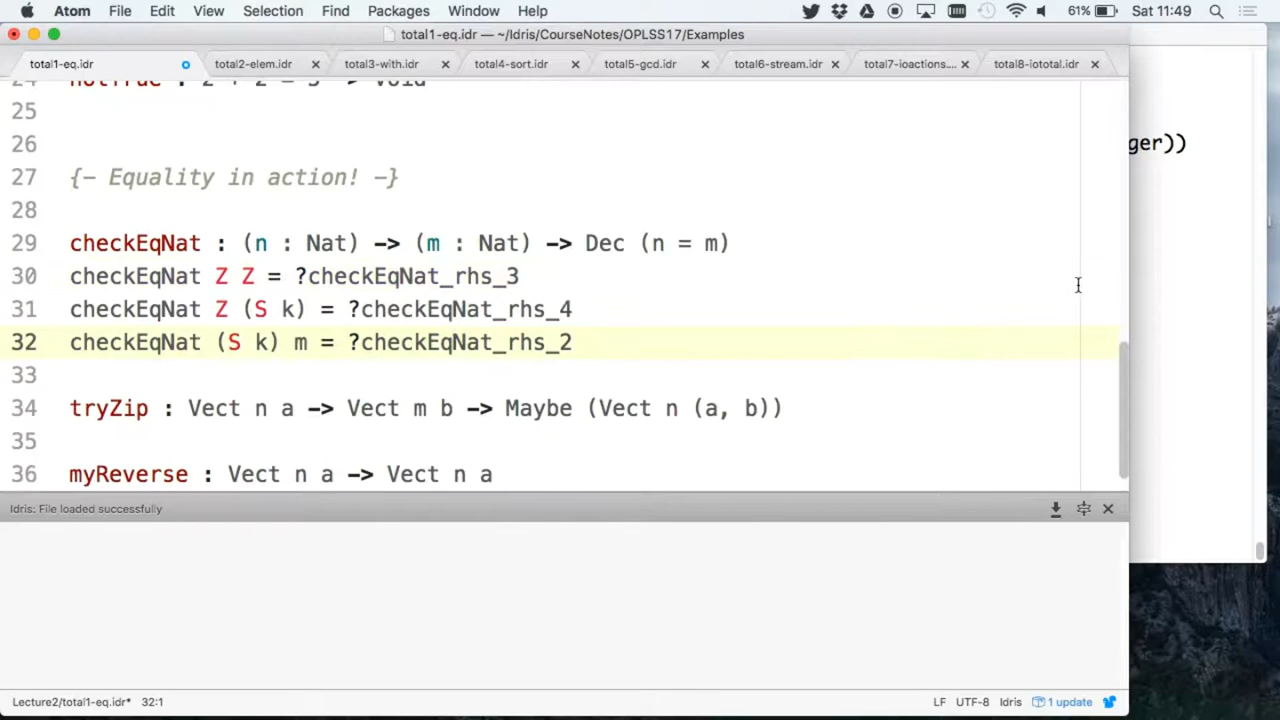 Atom File Edit View Selection Find Packages Window Help 61% Sat 11:49
total1-eq.idr — ~/Idris/CourseNotes/OPLSS17/Examples
total1-eq.idr total2-elem.idr total3-with.idr total4-sort.idr total5-gcd.idr total6-stream.idr total7-ioactions.... total8-iototal.idr
24
25
26
ger))
27 {- Equality in action! -}
28
29 checkEqNat : (n : Nat) -> (m : Nat) -> Dec (n = m)
30 checkEqNat Z Z = ?checkEqNat_rhs_3
31 checkEqNat Z (S k) = ?checkEqNat_rhs_4
32 checkEqNat (S k) m = ?checkEqNat_rhs_2
33
34 tryZip : Vect n a -> Vect m b -> Maybe (Vect n (a, b))
35
36 myReverse : Vect n a -> Vect n a
Idris: File loaded successfully
Lecture2/total1-eq.idr* 32:1 LF UTF-8 Idris 1 update